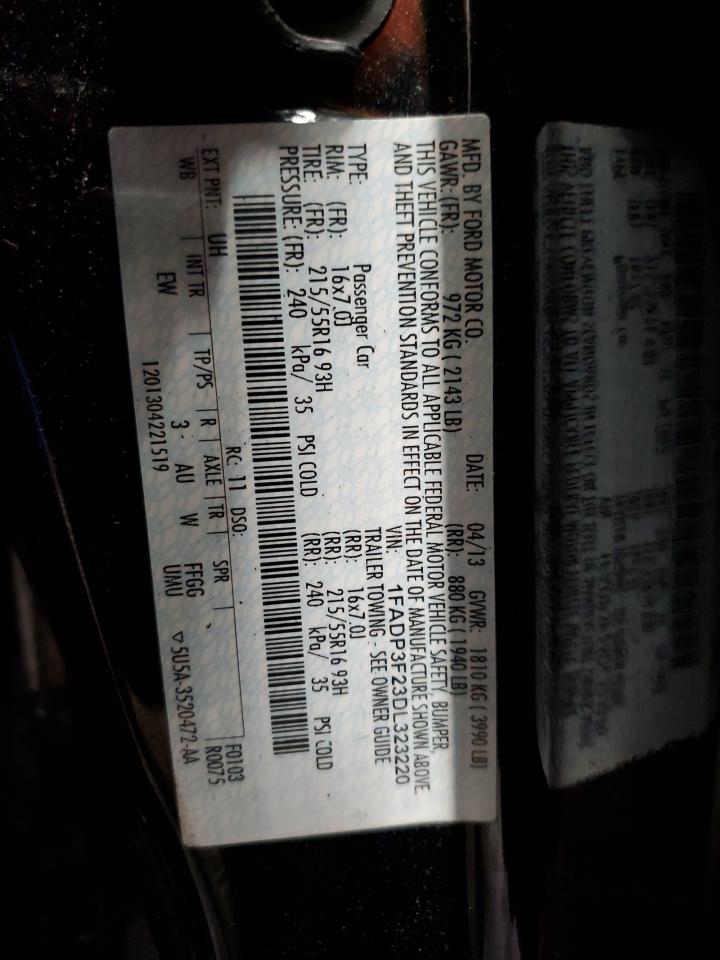 MFD. BY FORD MOTOR CO. DATE: 04/13 GVWR: 1810 KG ( 3990 LB)
GAWR: (FR): 972 KG ( 2143 LB) (RR): 880 KG ( 1940 LB)
THIS VEHICLE CONFORMS TO ALL APPLICABLE FEDERAL MOTOR VEHICLE SAFETY, BUMPER,
AND THEFT PREVENTION STANDARDS IN EFFECT ON THE DATE OF MANUFACTURE SHOWN ABOVE.
VIN: 1FADP3F23DL323220
TYPE: Passenger Car TRAILER TOWING - SEE OWNER GUIDE
RIM: (FR): 16x7.0J (RR): 16x7.0J
TIRE: (FR): 215/55R16 93H (RR): 215/55R16 93H
PRESSURE: (FR): 240 kPa/ 35 PSI COLD (RR): 240 kPa/ 35 PSI COLD
RC: 11 DSO: F0103
EXT PNT: UH R0075
WB INT TR TP/PS R AXLE TR SPR
EW 3 AU W FFGG
UMU
1201304221519 ▽5U5A-3520472-AA